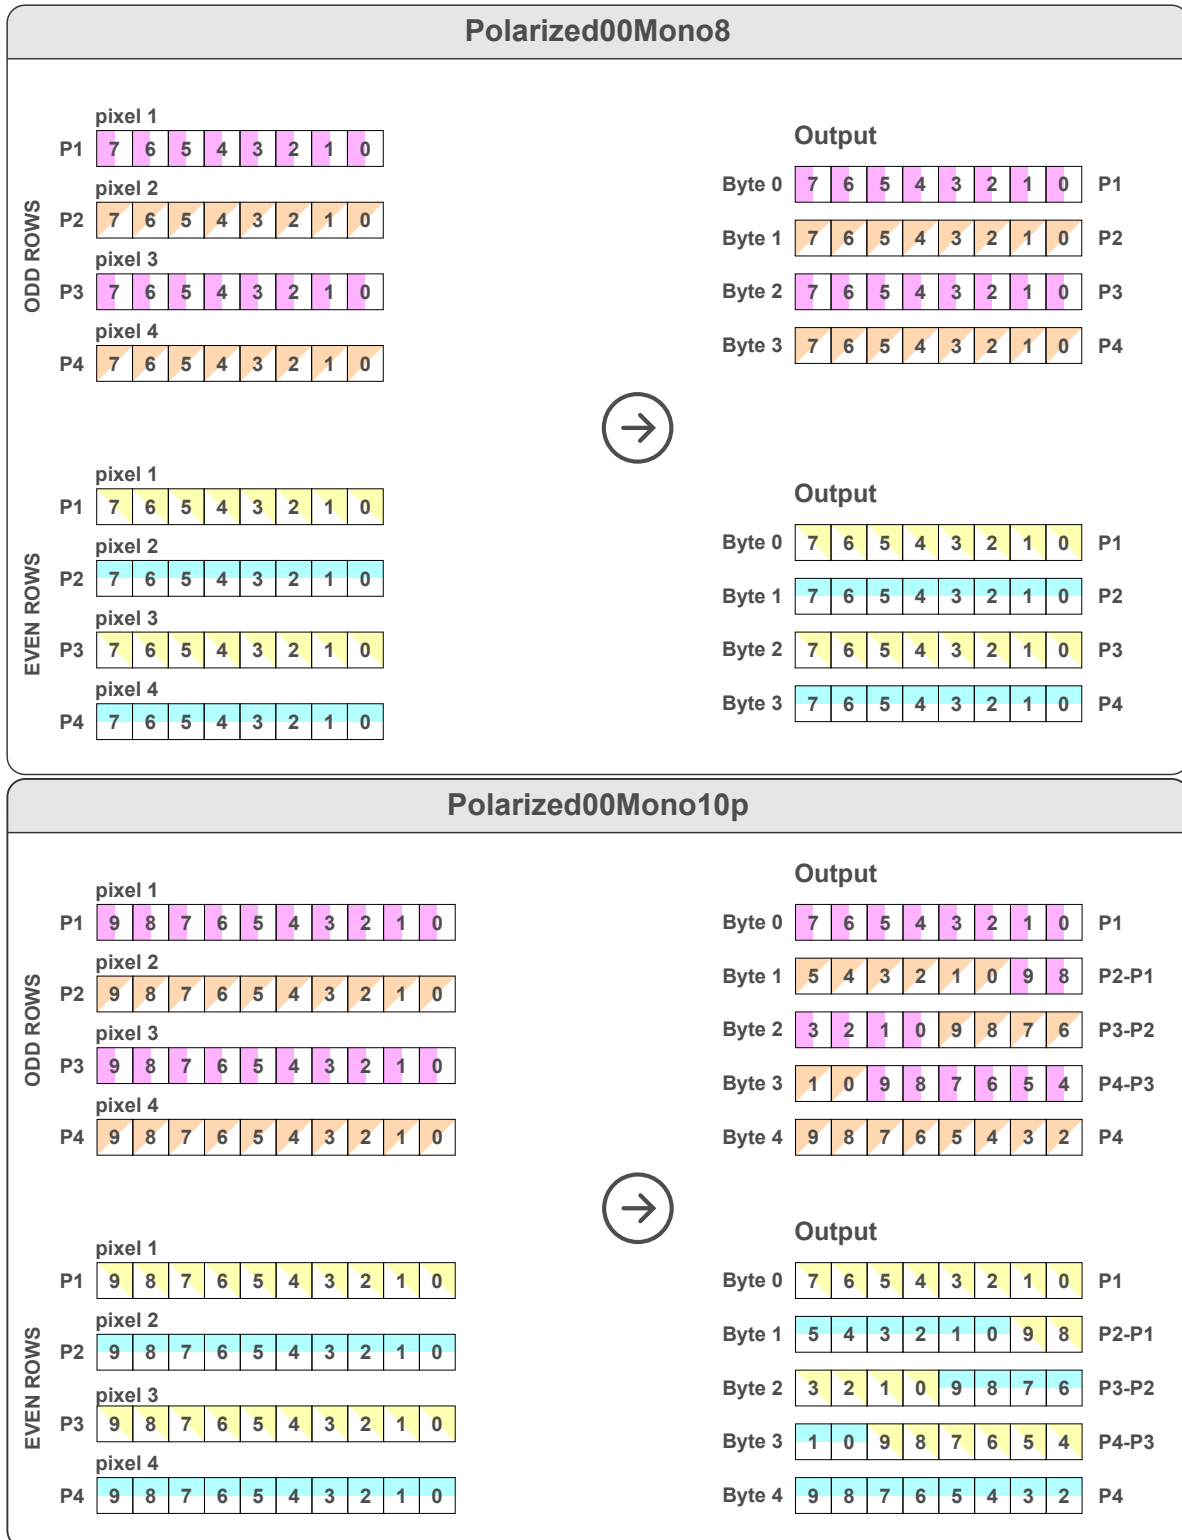 Polarized00Mono8
ODD ROWS
pixel 1
P1 7 6 5 4 3 2 1 0
pixel 2
P2 7 6 5 4 3 2 1 0
pixel 3
P3 7 6 5 4 3 2 1 0
pixel 4
P4 7 6 5 4 3 2 1 0
Output
Byte 0 7 6 5 4 3 2 1 0 P1
Byte 1 7 6 5 4 3 2 1 0 P2
Byte 2 7 6 5 4 3 2 1 0 P3
Byte 3 7 6 5 4 3 2 1 0 P4
EVEN ROWS
pixel 1
P1 7 6 5 4 3 2 1 0
pixel 2
P2 7 6 5 4 3 2 1 0
pixel 3
P3 7 6 5 4 3 2 1 0
pixel 4
P4 7 6 5 4 3 2 1 0
Output
Byte 0 7 6 5 4 3 2 1 0 P1
Byte 1 7 6 5 4 3 2 1 0 P2
Byte 2 7 6 5 4 3 2 1 0 P3
Byte 3 7 6 5 4 3 2 1 0 P4
Polarized00Mono10p
ODD ROWS
pixel 1
P1 9 8 7 6 5 4 3 2 1 0
pixel 2
P2 9 8 7 6 5 4 3 2 1 0
pixel 3
P3 9 8 7 6 5 4 3 2 1 0
pixel 4
P4 9 8 7 6 5 4 3 2 1 0
Output
Byte 0 7 6 5 4 3 2 1 0 P1
Byte 1 5 4 3 2 1 0 9 8 P2-P1
Byte 2 3 2 1 0 9 8 7 6 P3-P2
Byte 3 1 0 9 8 7 6 5 4 P4-P3
Byte 4 9 8 7 6 5 4 3 2 P4
EVEN ROWS
pixel 1
P1 9 8 7 6 5 4 3 2 1 0
pixel 2
P2 9 8 7 6 5 4 3 2 1 0
pixel 3
P3 9 8 7 6 5 4 3 2 1 0
pixel 4
P4 9 8 7 6 5 4 3 2 1 0
Output
Byte 0 7 6 5 4 3 2 1 0 P1
Byte 1 5 4 3 2 1 0 9 8 P2-P1
Byte 2 3 2 1 0 9 8 7 6 P3-P2
Byte 3 1 0 9 8 7 6 5 4 P4-P3
Byte 4 9 8 7 6 5 4 3 2 P4